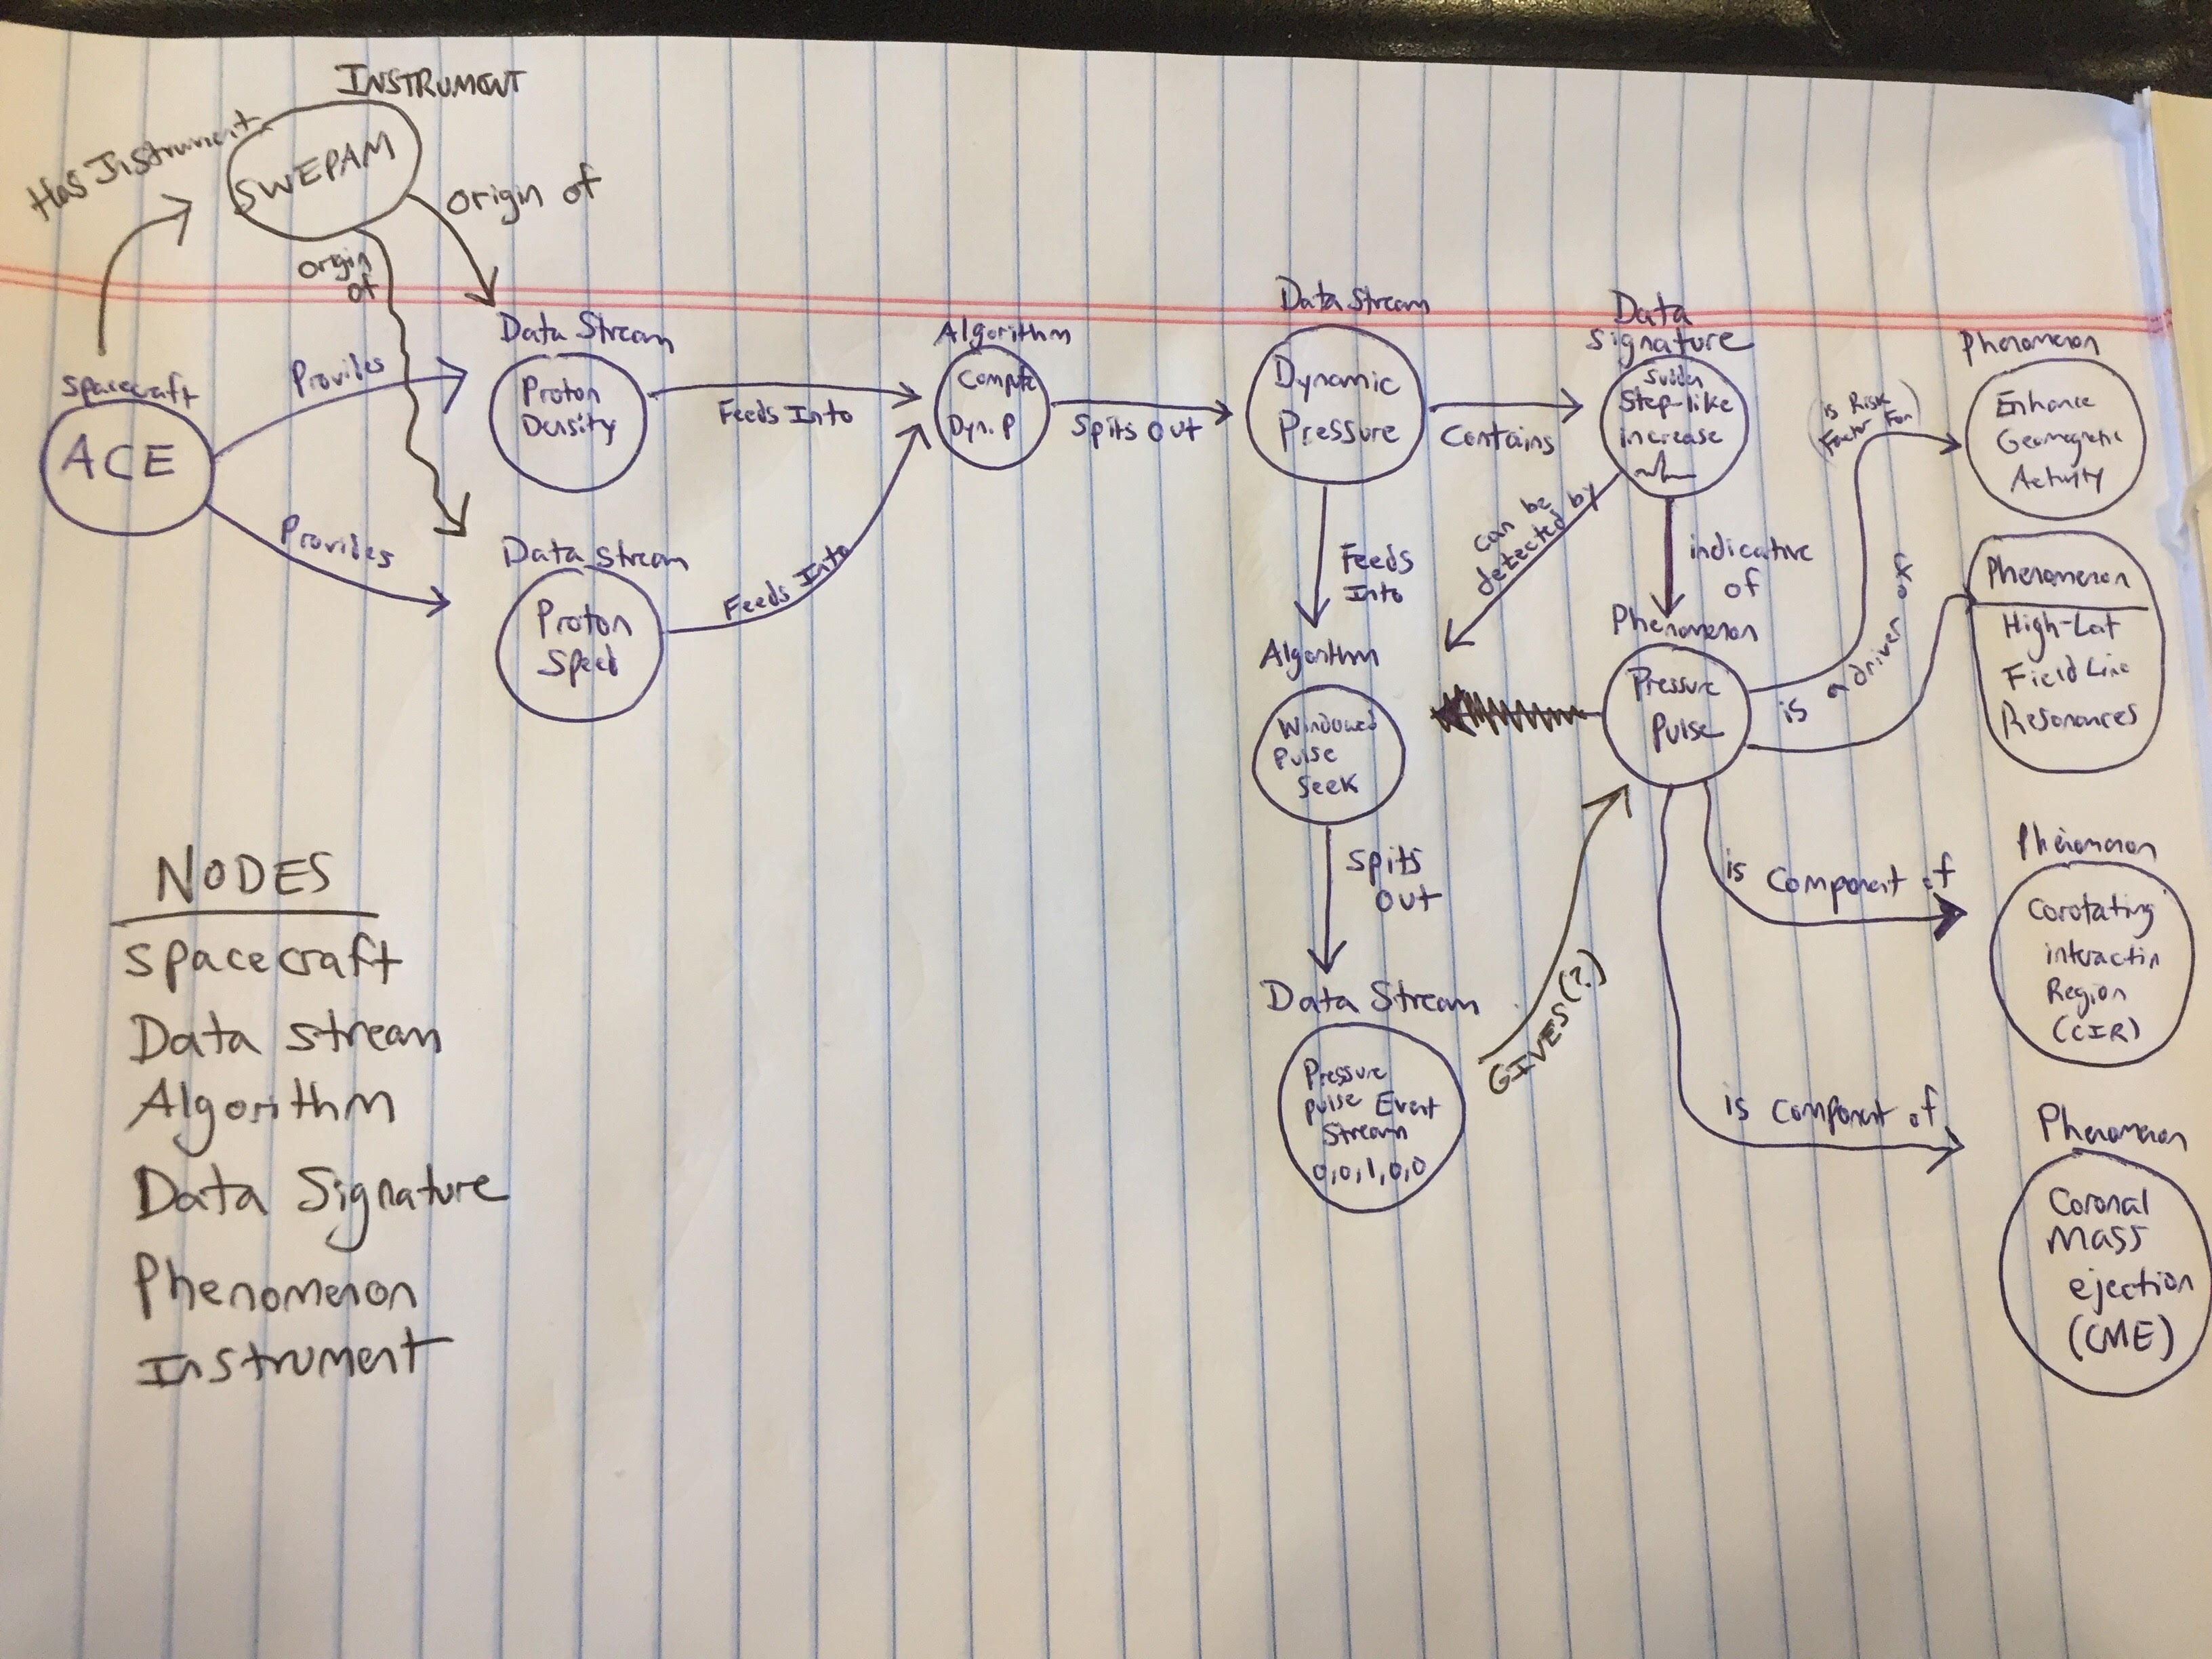 INSTRUMENT
SWEPAM
Has Instrument
origin of
origin
of
Spacecraft
ACE
Provides
Provides
Data Stream
Proton
Density
Feeds Into
Data Stream
Proton
Speed
Feeds Into
Algorithm
Compute
Dyn. P
Spits Out
Data Stream
Dynamic
Pressure
Contains
Data
Signature
Sudden
Step-like
increase
can be
detected by
indicative
of
Feeds
Into
Algorithm
Windowed
Pulse
Seek
Spits
Out
Data Stream
Pressure
Pulse Event
Stream
0,0,1,0,0
GIVES(?)
Phenomenon
Pressure
Pulse
is a driver of
(is Risk
Factor For)
Phenomenon
Enhance
Geomagnetic
Activity
Phenomenon
High-Lat
Field Line
Resonances
is Component of
Phenomenon
Corotating
interactin
Region
(CIR)
is Component of
Phenomenon
Coronal
Mass
ejection
(CME)
NODES
Spacecraft
Data stream
Algorithm
Data Signature
Phenomenon
Instrument